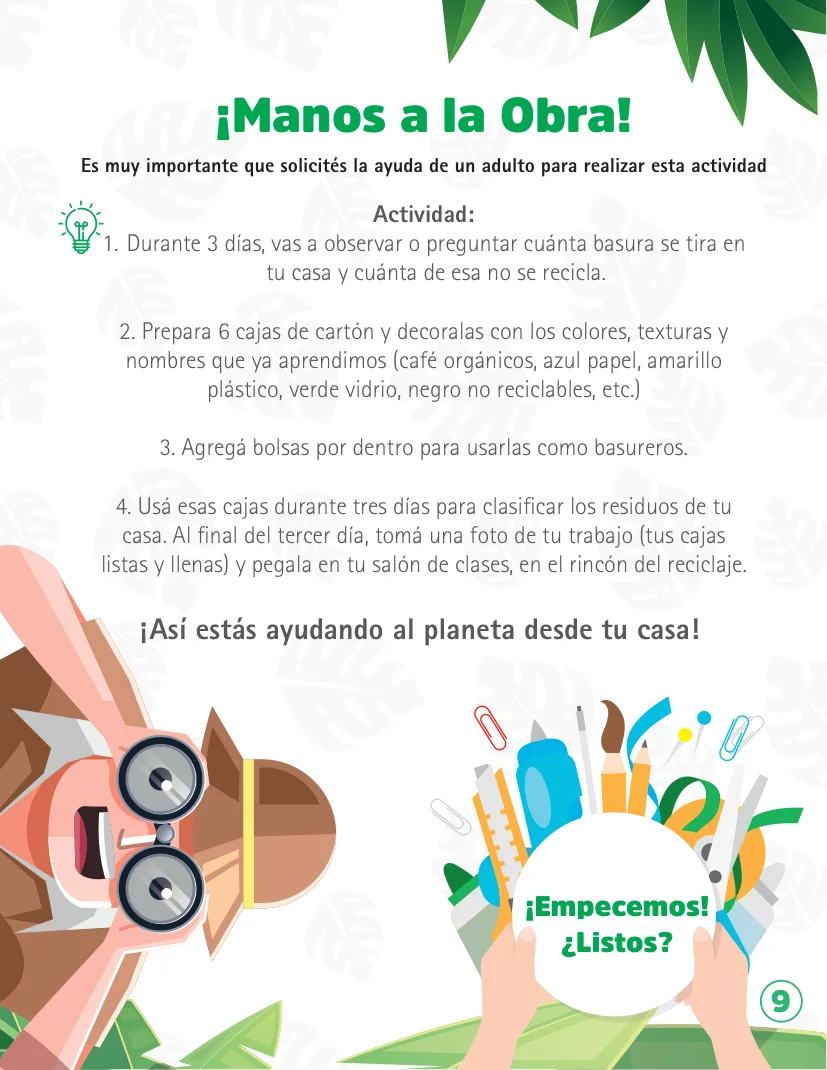 ¡Manos a la Obra!
Es muy importante que solicités la ayuda de un adulto para realizar esta actividad
Actividad:
1. Durante 3 días, vas a observar o preguntar cuánta basura se tira en
tu casa y cuánta de esa no se recicla.
2. Prepara 6 cajas de cartón y decoralas con los colores, texturas y
nombres que ya aprendimos (café orgánicos, azul papel, amarillo
plástico, verde vidrio, negro no reciclables, etc.)
3. Agregá bolsas por dentro para usarlas como basureros.
4. Usá esas cajas durante tres días para clasificar los residuos de tu
casa. Al final del tercer día, tomá una foto de tu trabajo (tus cajas
listas y llenas) y pegala en tu salón de clases, en el rincón del reciclaje.
¡Así estás ayudando al planeta desde tu casa!
¡Empecemos!
¿Listos?
9